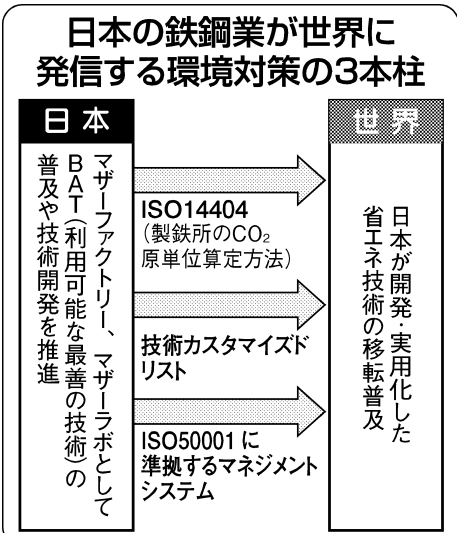 日本の鉄鋼業が世界に
発信する環境対策の3本柱
日本
マザーファクトリー、マザーラボとして
BAT(利用可能な最善の技術)の
普及や技術開発を推進
ISO14404
(製鉄所のCO₂
原単位算定方法)
技術カスタマイズド
リスト
ISO50001に
準拠するマネジメント
システム
世界
日本が開発・実用化した
省エネ技術の移転普及